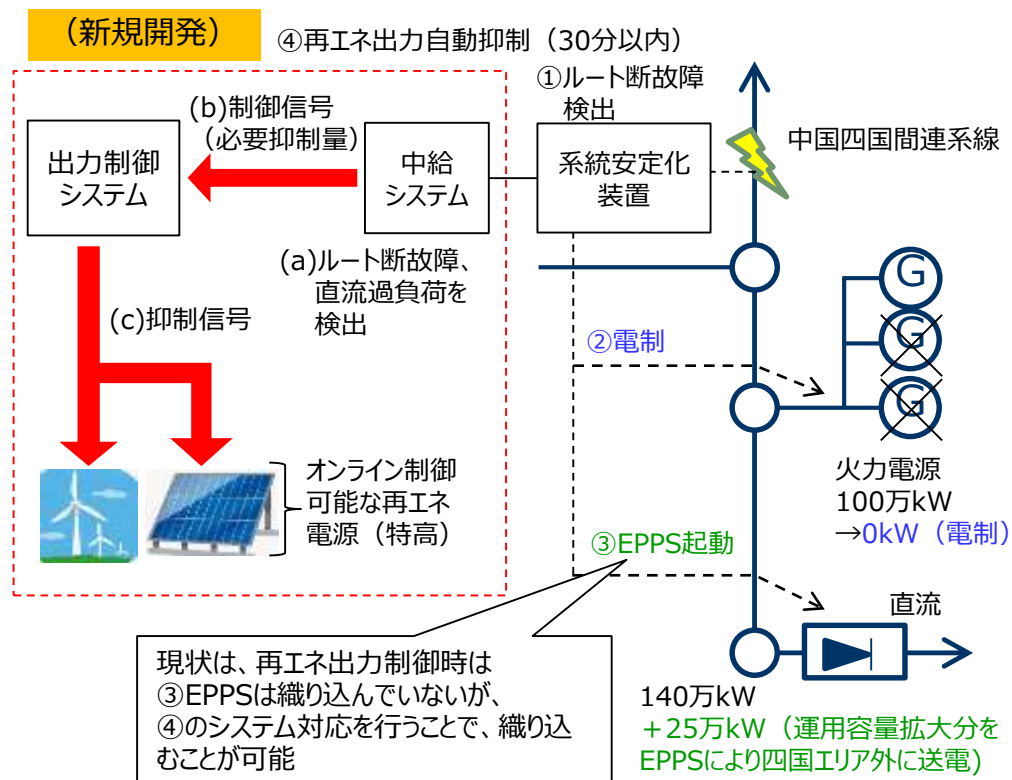 （新規開発）
④再エネ出力自動抑制（30分以内）
①ルート断故障
検出
中国四国間連系線
(b)制御信号
（必要抑制量）
出力制御
システム
中給
システム
系統安定化
装置
(a)ルート断故障、
直流過負荷を
検出
(c)抑制信号
G
G
G
②電制
火力電源
100万kW
→0kW（電制）
オンライン制御
可能な再エネ
電源（特高）
③EPPS起動
直流
現状は、再エネ出力制御時は
③EPPSは織り込んでいないが、
④のシステム対応を行うことで、織り込
むことが可能
140万kW
＋25万kW（運用容量拡大分を
EPPSにより四国エリア外に送電)